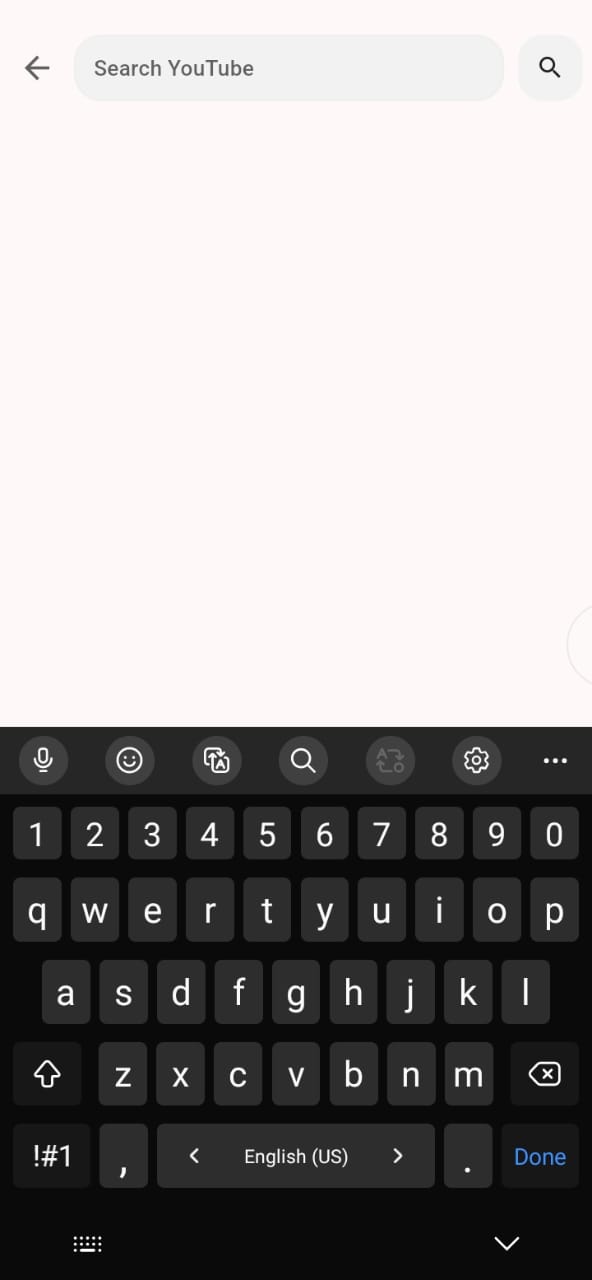 Search YouTube
1 2 3 4 5 6 7 8 9 0
q w e r t y u i o p
a s d f g h j k l
z x c v b n m
!#1 , < English (US) > . Done